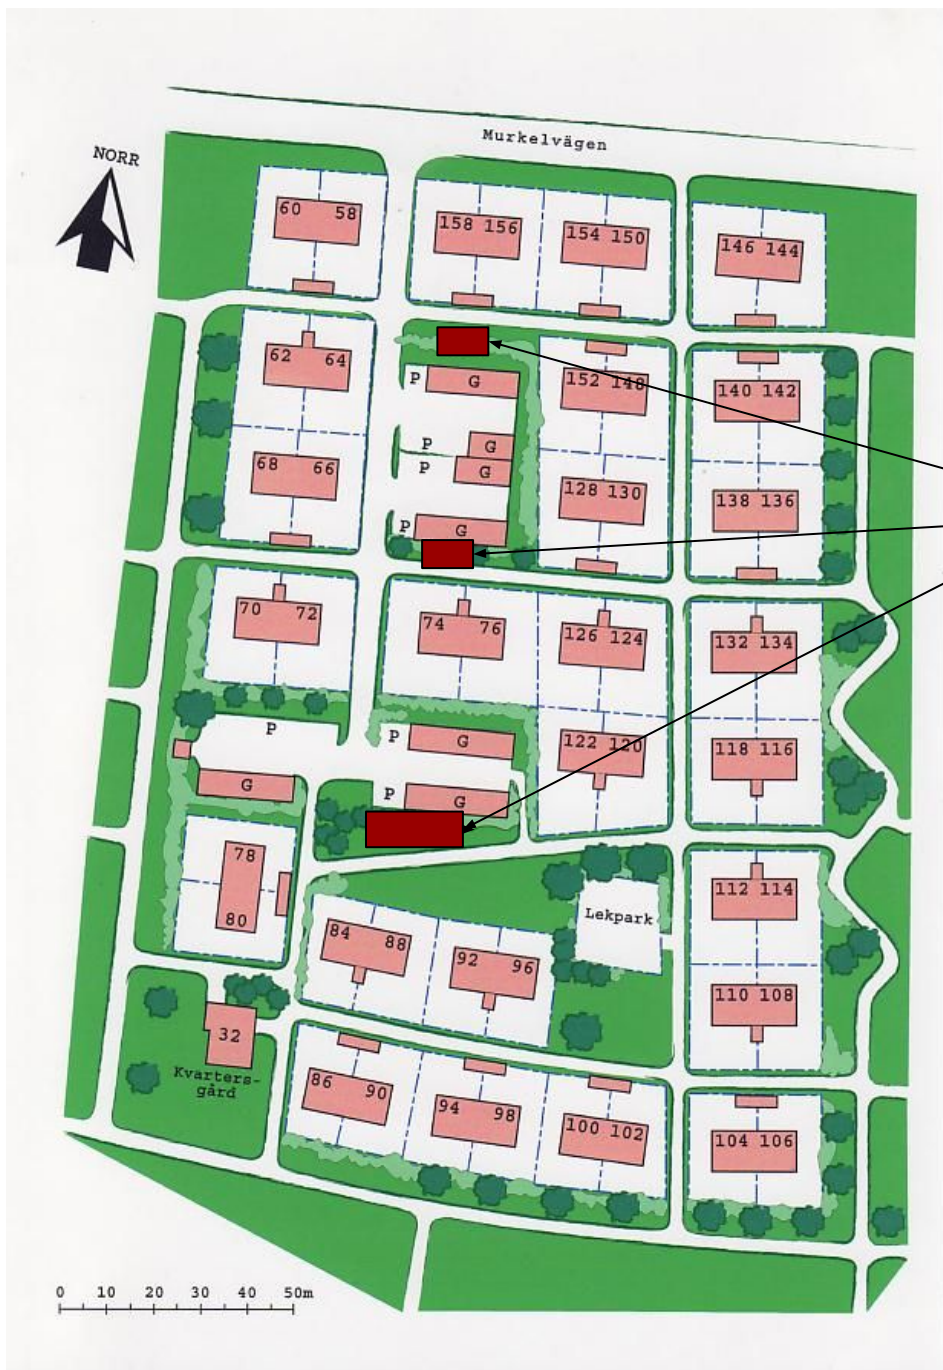 Murkelvägen
NORR
60 58
158 156
154 150
146 144
62 64
P G
152 148
140 142
P G
P G
68 66
128 130
138 136
P G
70 72
74 76
126 124
132 134
P
P G
122 120
118 116
G
P G
78
80
112 114
Lekpark
84 88
92 96
110 108
32
Kvarters-
gård
86 90
94 98
100 102
104 106
0 10 20 30 40 50m